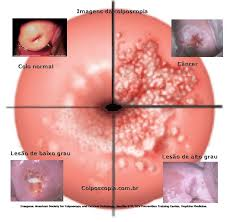 Imagens da colposcopia
Colo normal
Câncer
Lesão de baixo grau
Lesão de alto grau
Colposcopia.com.br